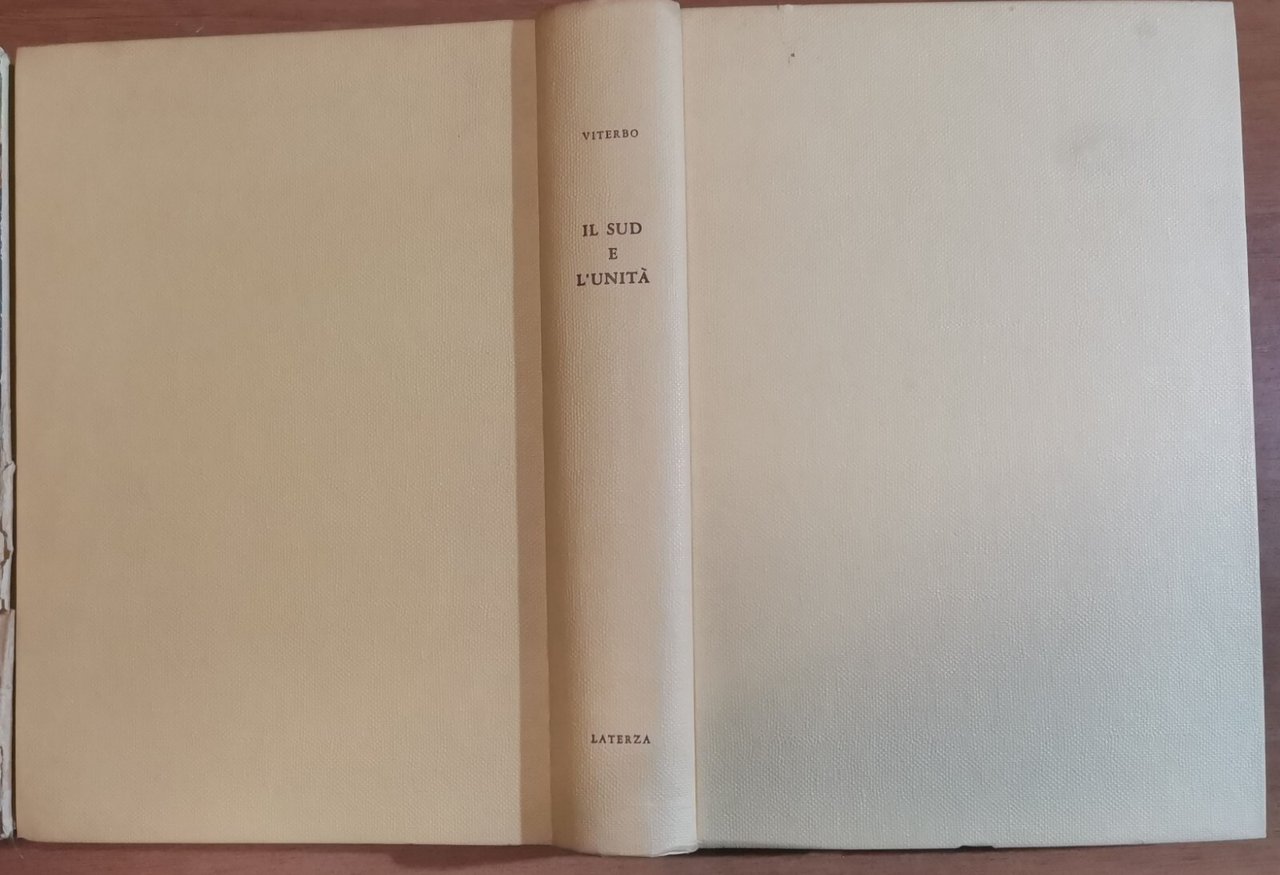 VITERBO
IL SUD
E
L'UNITÀ
LATERZA